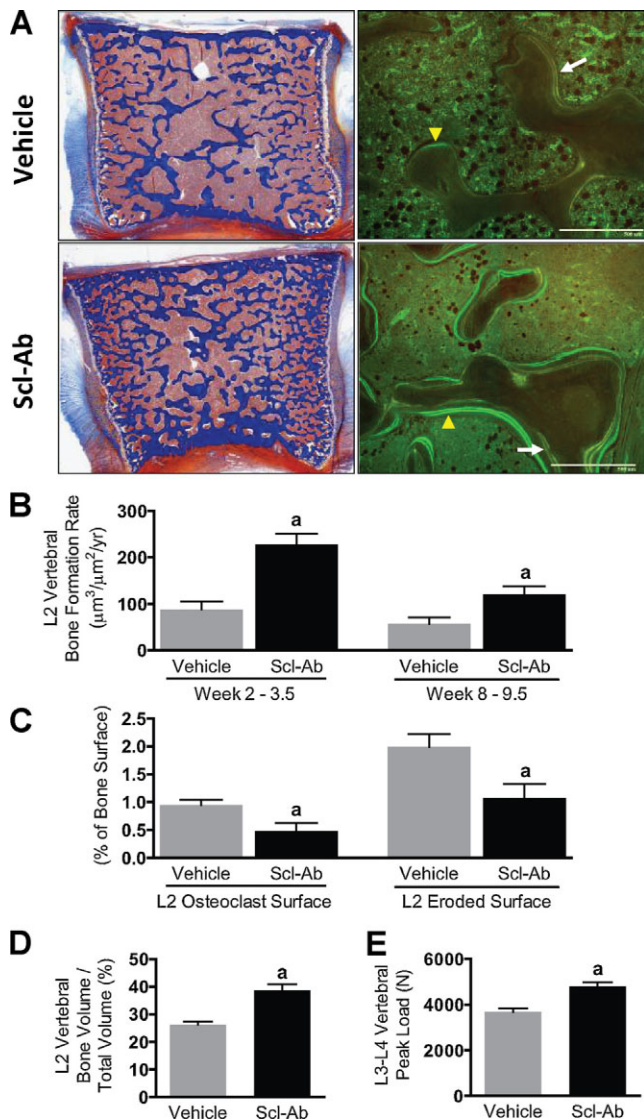 A
Vehicle
Scl-Ab
B
L2 Vertebral
Bone Formation Rate
(μm³/μm²/yr)
300
200
100
0
a
a
Vehicle Scl-Ab Vehicle Scl-Ab
Week 2 - 3.5 Week 8 - 9.5
C
(% of Bone Surface)
2.5
2.0
1.5
1.0
0.5
0.0
a
a
Vehicle Scl-Ab Vehicle Scl-Ab
L2 Osteoclast Surface L2 Eroded Surface
D
L2 Vertebral
Bone Volume /
Total Volume (%)
50
40
30
20
10
0
a
Vehicle Scl-Ab
E
L3-L4 Vertebral
Peak Load (N)
6000
4000
2000
0
a
Vehicle Scl-Ab